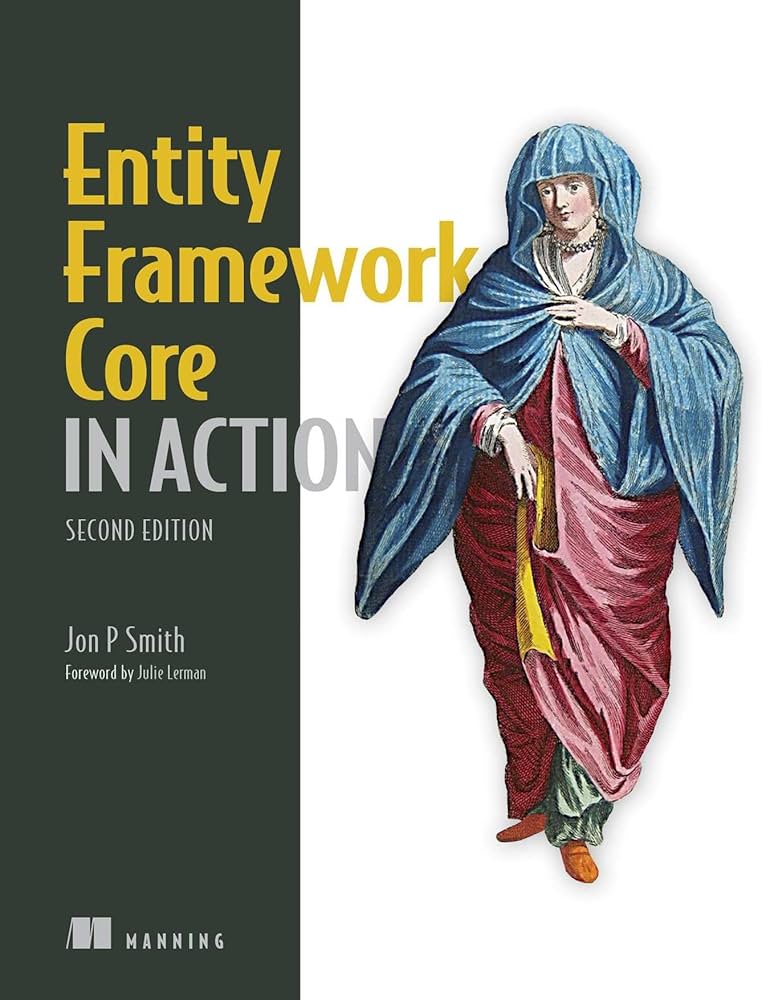 Entity
Framework
Core
IN ACTION
SECOND EDITION
Jon P Smith
Foreword by Julie Lerman
MANNING